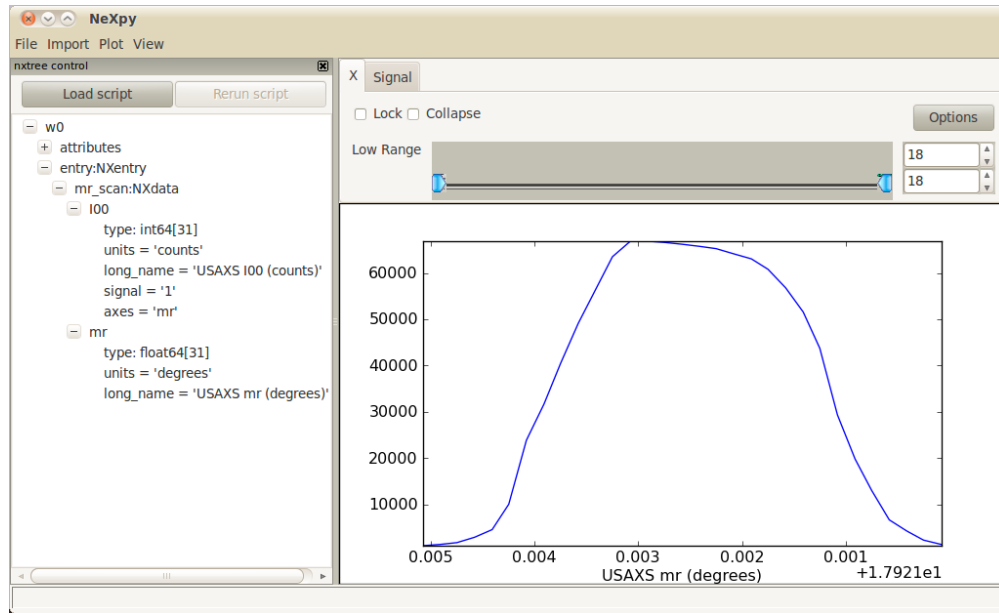 NeXpy
File Import Plot View
nxtree control
Load script
Rerun script
w0
attributes
entry:NXentry
mr_scan:NXdata
I00
type: int64[31]
units = 'counts'
long_name = 'USAXS I00 (counts)'
signal = '1'
axes = 'mr'
mr
type: float64[31]
units = 'degrees'
long_name = 'USAXS mr (degrees)'
X Signal
Lock Collapse
Options
Low Range
18
18
60000
50000
40000
30000
20000
10000
0.005 0.004 0.003 0.002 0.001
USAXS mr (degrees)
+1.7921e1